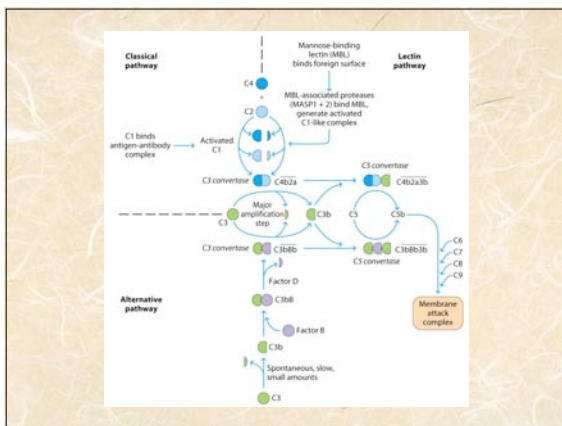 Classical
pathway
Mannose-binding
lectin (MBL)
binds foreign surface
Lectin
pathway
C4
+
C2
MBL-associated proteases
(MASP1 + 2) bind MBL,
generate activated
C1-like complex
C1 binds
antigen-antibody
complex
Activated
C1
C3 convertase
C4b2a
C5 convertase
C4b2a3b
C3
Major
amplification
step
C3b
C5
C5b
C3 convertase
C3bBb
C3bBb3b
C5 convertase
C6
C7
C8
C9
Factor D
Alternative
pathway
C3bB
Membrane
attack
complex
Factor B
C3b
Spontaneous, slow,
small amounts
C3